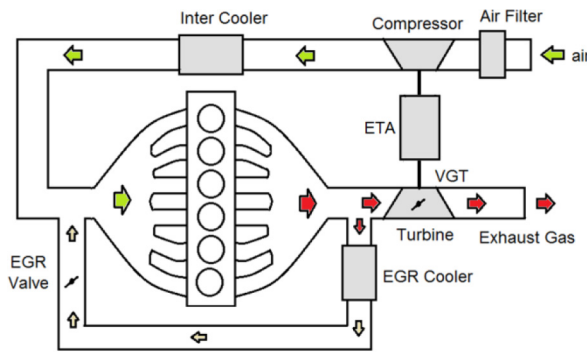 Inter Cooler
Compressor
Air Filter
air
ETA
VGT
Turbine
Exhaust Gas
EGR
Valve
EGR Cooler